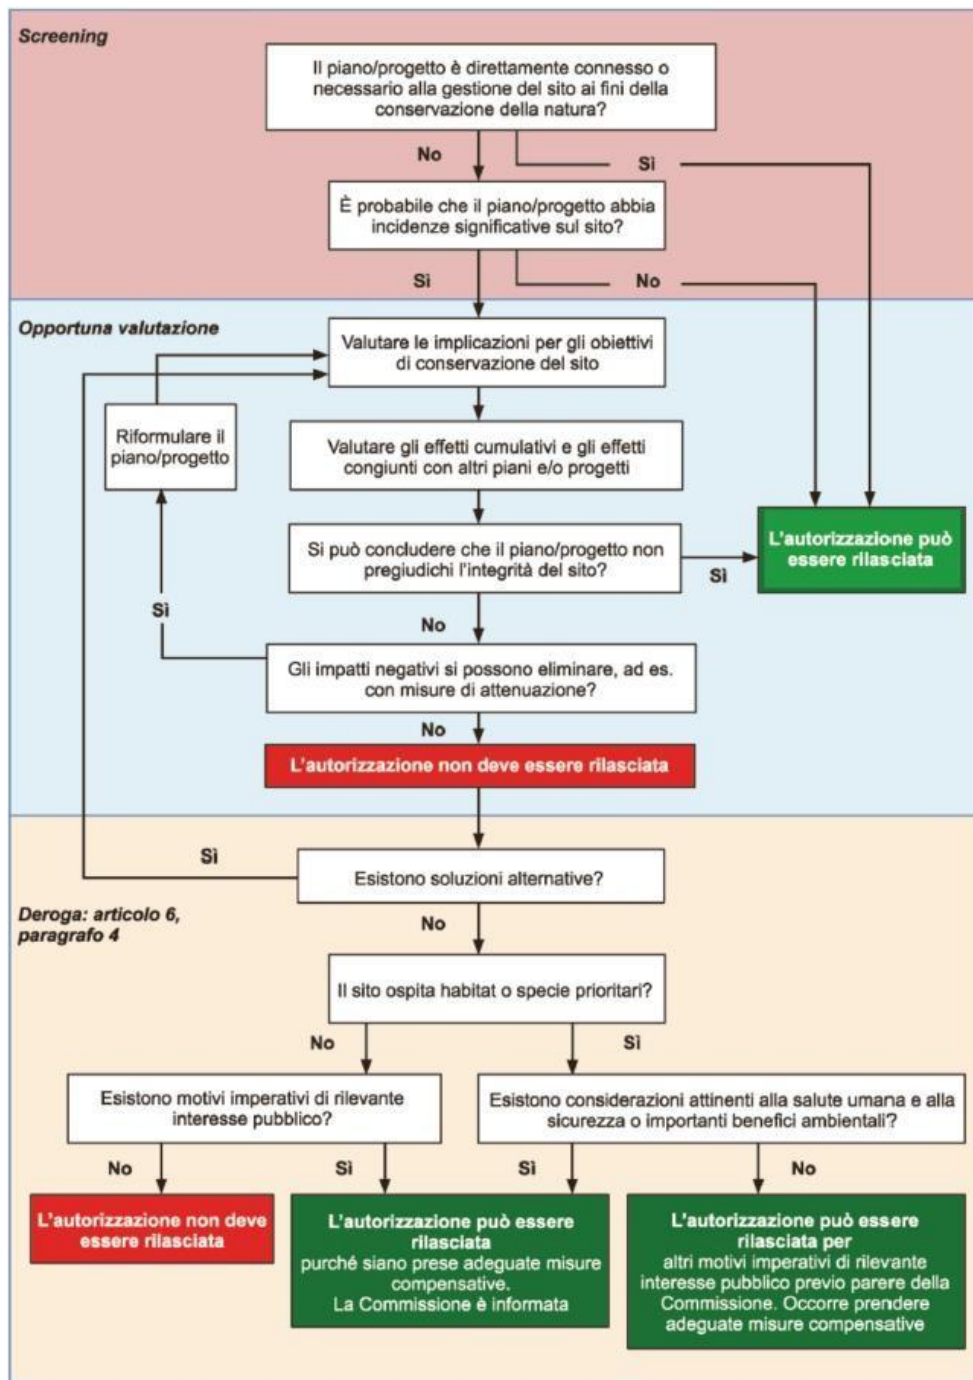 Screening
Il piano/progetto è direttamente connesso o
necessario alla gestione del sito ai fini della
conservazione della natura?
No
Sì
È probabile che il piano/progetto abbia
incidenze significative sul sito?
Sì
No
Opportuna valutazione
Valutare le implicazioni per gli obiettivi
di conservazione del sito
Riformulare il
piano/progetto
Valutare gli effetti cumulativi e gli effetti
congiunti con altri piani e/o progetti
Si può concludere che il piano/progetto non
pregiudichi l'integrità del sito?
Sì
L'autorizzazione può
essere rilasciata
Sì
No
Gli impatti negativi si possono eliminare, ad es.
con misure di attenuazione?
No
L'autorizzazione non deve essere rilasciata
Sì
Esistono soluzioni alternative?
Deroga: articolo 6,
paragrafo 4
No
Il sito ospita habitat o specie prioritari?
No
Sì
Esistono motivi imperativi di rilevante
interesse pubblico?
Esistono considerazioni attinenti alla salute umana e alla
sicurezza o importanti benefici ambientali?
No
Sì
Sì
No
L'autorizzazione non deve
essere rilasciata
L'autorizzazione può essere
rilasciata
purché siano prese adeguate misure
compensative.
La Commissione è informata
L'autorizzazione può essere
rilasciata per
altri motivi imperativi di rilevante
interesse pubblico previo parere della
Commissione. Occorre prendere
adeguate misure compensative